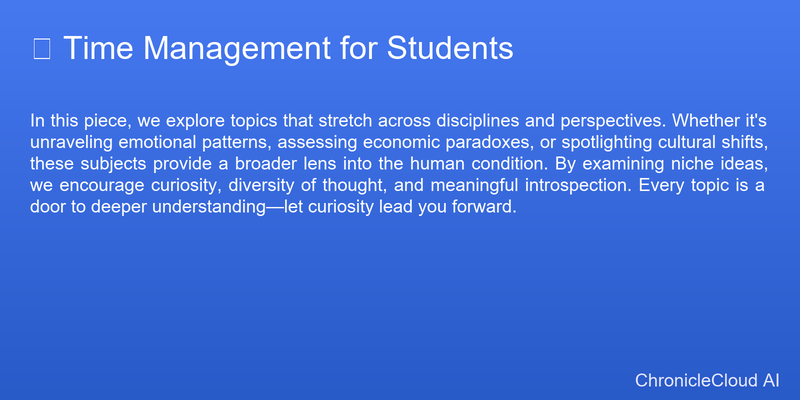 Time Management for Students
In this piece, we explore topics that stretch across disciplines and perspectives. Whether it's
unraveling emotional patterns, assessing economic paradoxes, or spotlighting cultural shifts,
these subjects provide a broader lens into the human condition. By examining niche ideas,
we encourage curiosity, diversity of thought, and meaningful introspection. Every topic is a
door to deeper understanding—let curiosity lead you forward.
ChronicleCloud AI